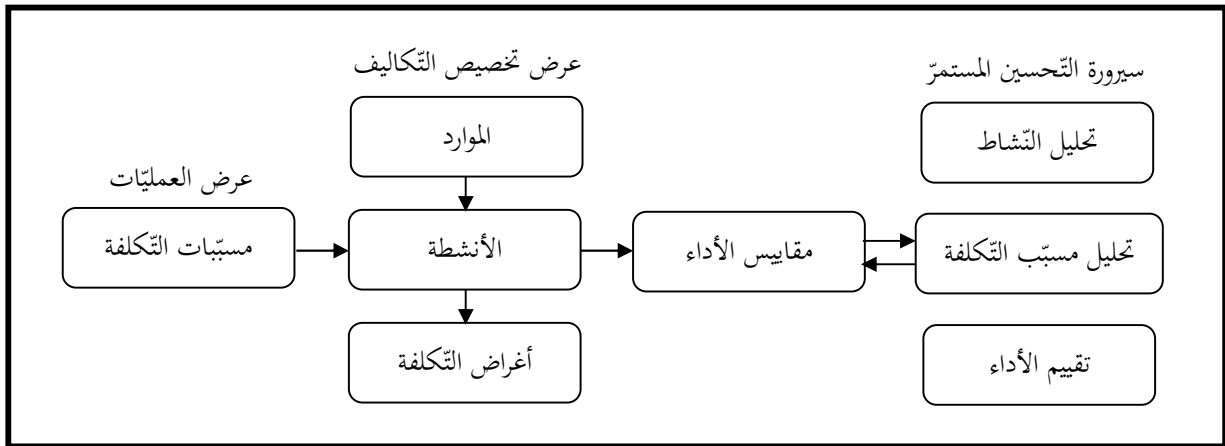 سيرورة التّحسين المستمرّ
عرض تخصيص التّكاليف
تحليل النّشاط
الموارد
عرض العمليّات
مسبّبات التّكلفة
الأنشطة
مقاييس الأداء
تحليل مسبّب التّكلفة
أغراض التّكلفة
تقييم الأداء